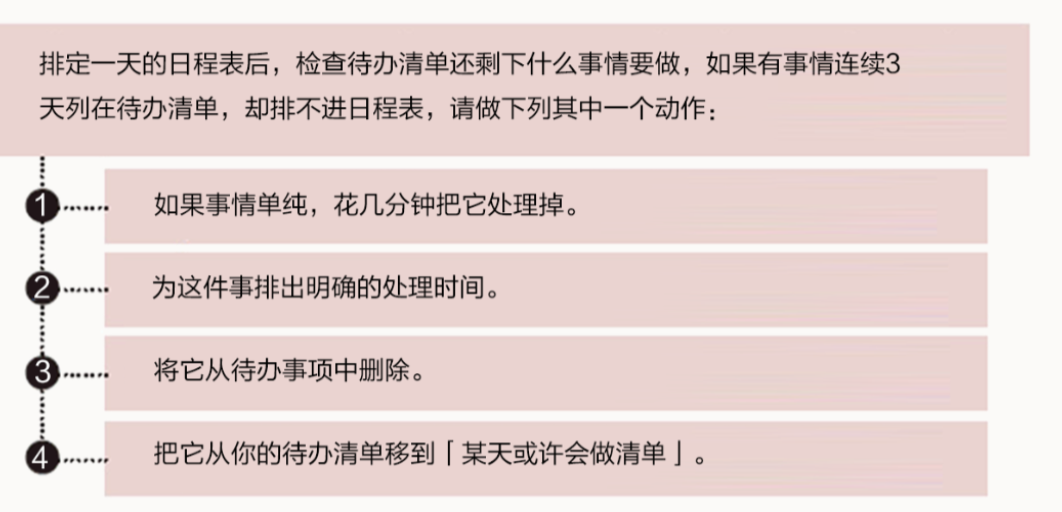 排定一天的日程表后，检查待办清单还剩下什么事情要做，如果有事情连续3
天列在待办清单，却排不进日程表，请做下列其中一个动作：
1 如果事情单纯，花几分钟把它处理掉。
2 为这件事排出明确的处理时间。
3 将它从待办事项中删除。
4 把它从你的待办清单移到「某天或许会做清单」。